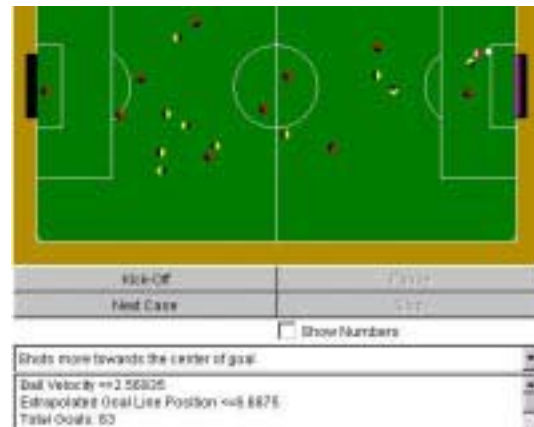 Kick-Off
Next Case
Show Numbers
Shots more towards the center of goal
Ball Velocity <=2.56835
Extrapolated Goal Line Position <=6.6875
Total Goals: 63